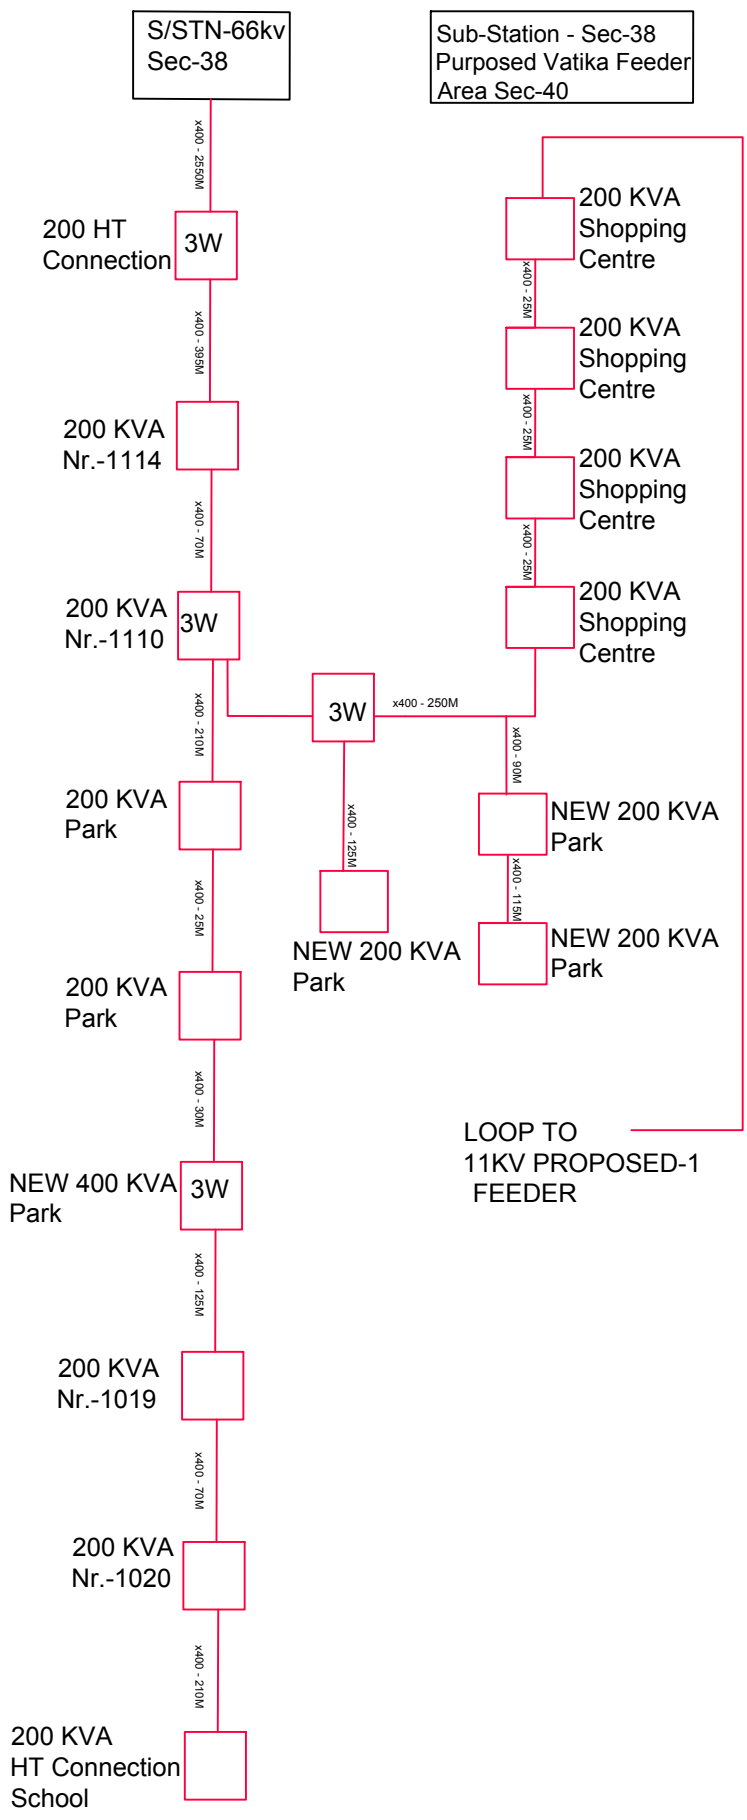 S/STN-66kv
Sec-38
Sub-Station - Sec-38
Purposed Vatika Feeder
Area Sec-40
x400 - 2550M
200 HT
Connection
3W
x400 - 395M
200 KVA
Nr.-1114
x400 - 70M
200 KVA
Nr.-1110
3W
x400 - 210M
200 KVA
Park
x400 - 25M
200 KVA
Park
x400 - 30M
NEW 400 KVA
Park
3W
x400 - 125M
200 KVA
Nr.-1019
x400 - 70M
200 KVA
Nr.-1020
x400 - 210M
200 KVA
HT Connection
School
3W
x400 - 250M
x400 - 125M
NEW 200 KVA
Park
200 KVA
Shopping
Centre
x400 - 25M
200 KVA
Shopping
Centre
x400 - 25M
200 KVA
Shopping
Centre
x400 - 25M
200 KVA
Shopping
Centre
x400 - 90M
NEW 200 KVA
Park
x400 - 115M
NEW 200 KVA
Park
LOOP TO
11KV PROPOSED-1
FEEDER